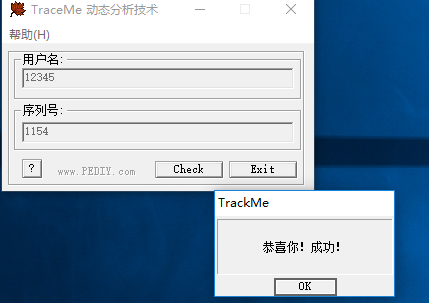 TraceMe 动态分析技术
帮助(H)
用户名:
12345
序列号:
1154
?
www.PEDIY.com
Check
Exit
TrackMe
恭喜你！成功！
OK